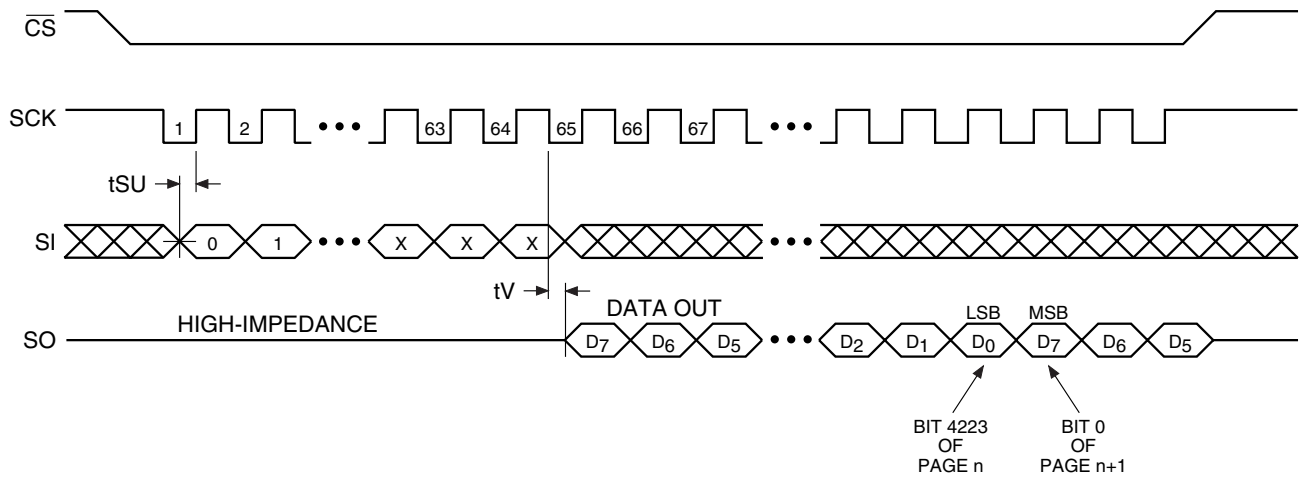 CS
SCK
1 2 63 64 65 66 67
tSU
SI
0 1 X X X
tV
HIGH-IMPEDANCE
DATA OUT
LSB MSB
SO
D7 D6 D5 D2 D1 D0 D7 D6 D5
BIT 4223
OF
PAGE n
BIT 0
OF
PAGE n+1